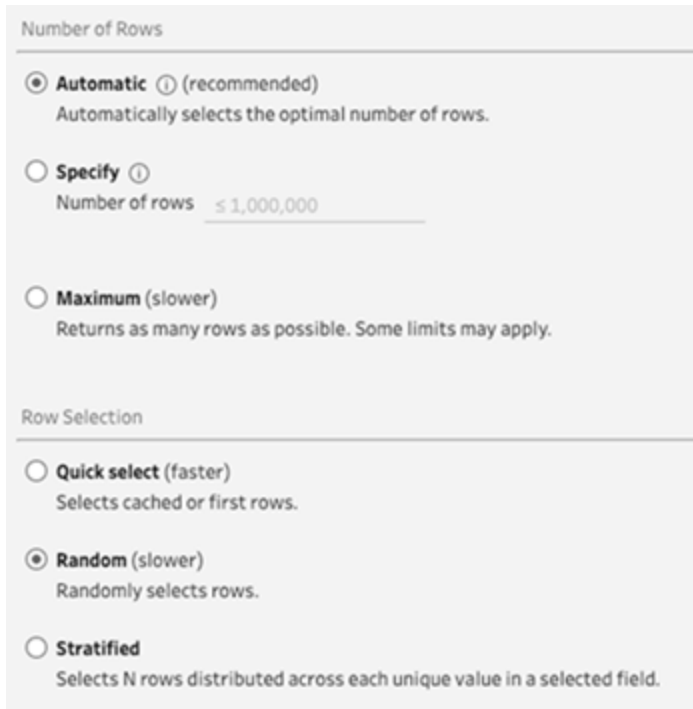 Number of Rows
Automatic ⓘ (recommended)
Automatically selects the optimal number of rows.
Specify ⓘ
Number of rows ≤ 1,000,000
Maximum (slower)
Returns as many rows as possible. Some limits may apply.
Row Selection
Quick select (faster)
Selects cached or first rows.
Random (slower)
Randomly selects rows.
Stratified
Selects N rows distributed across each unique value in a selected field.